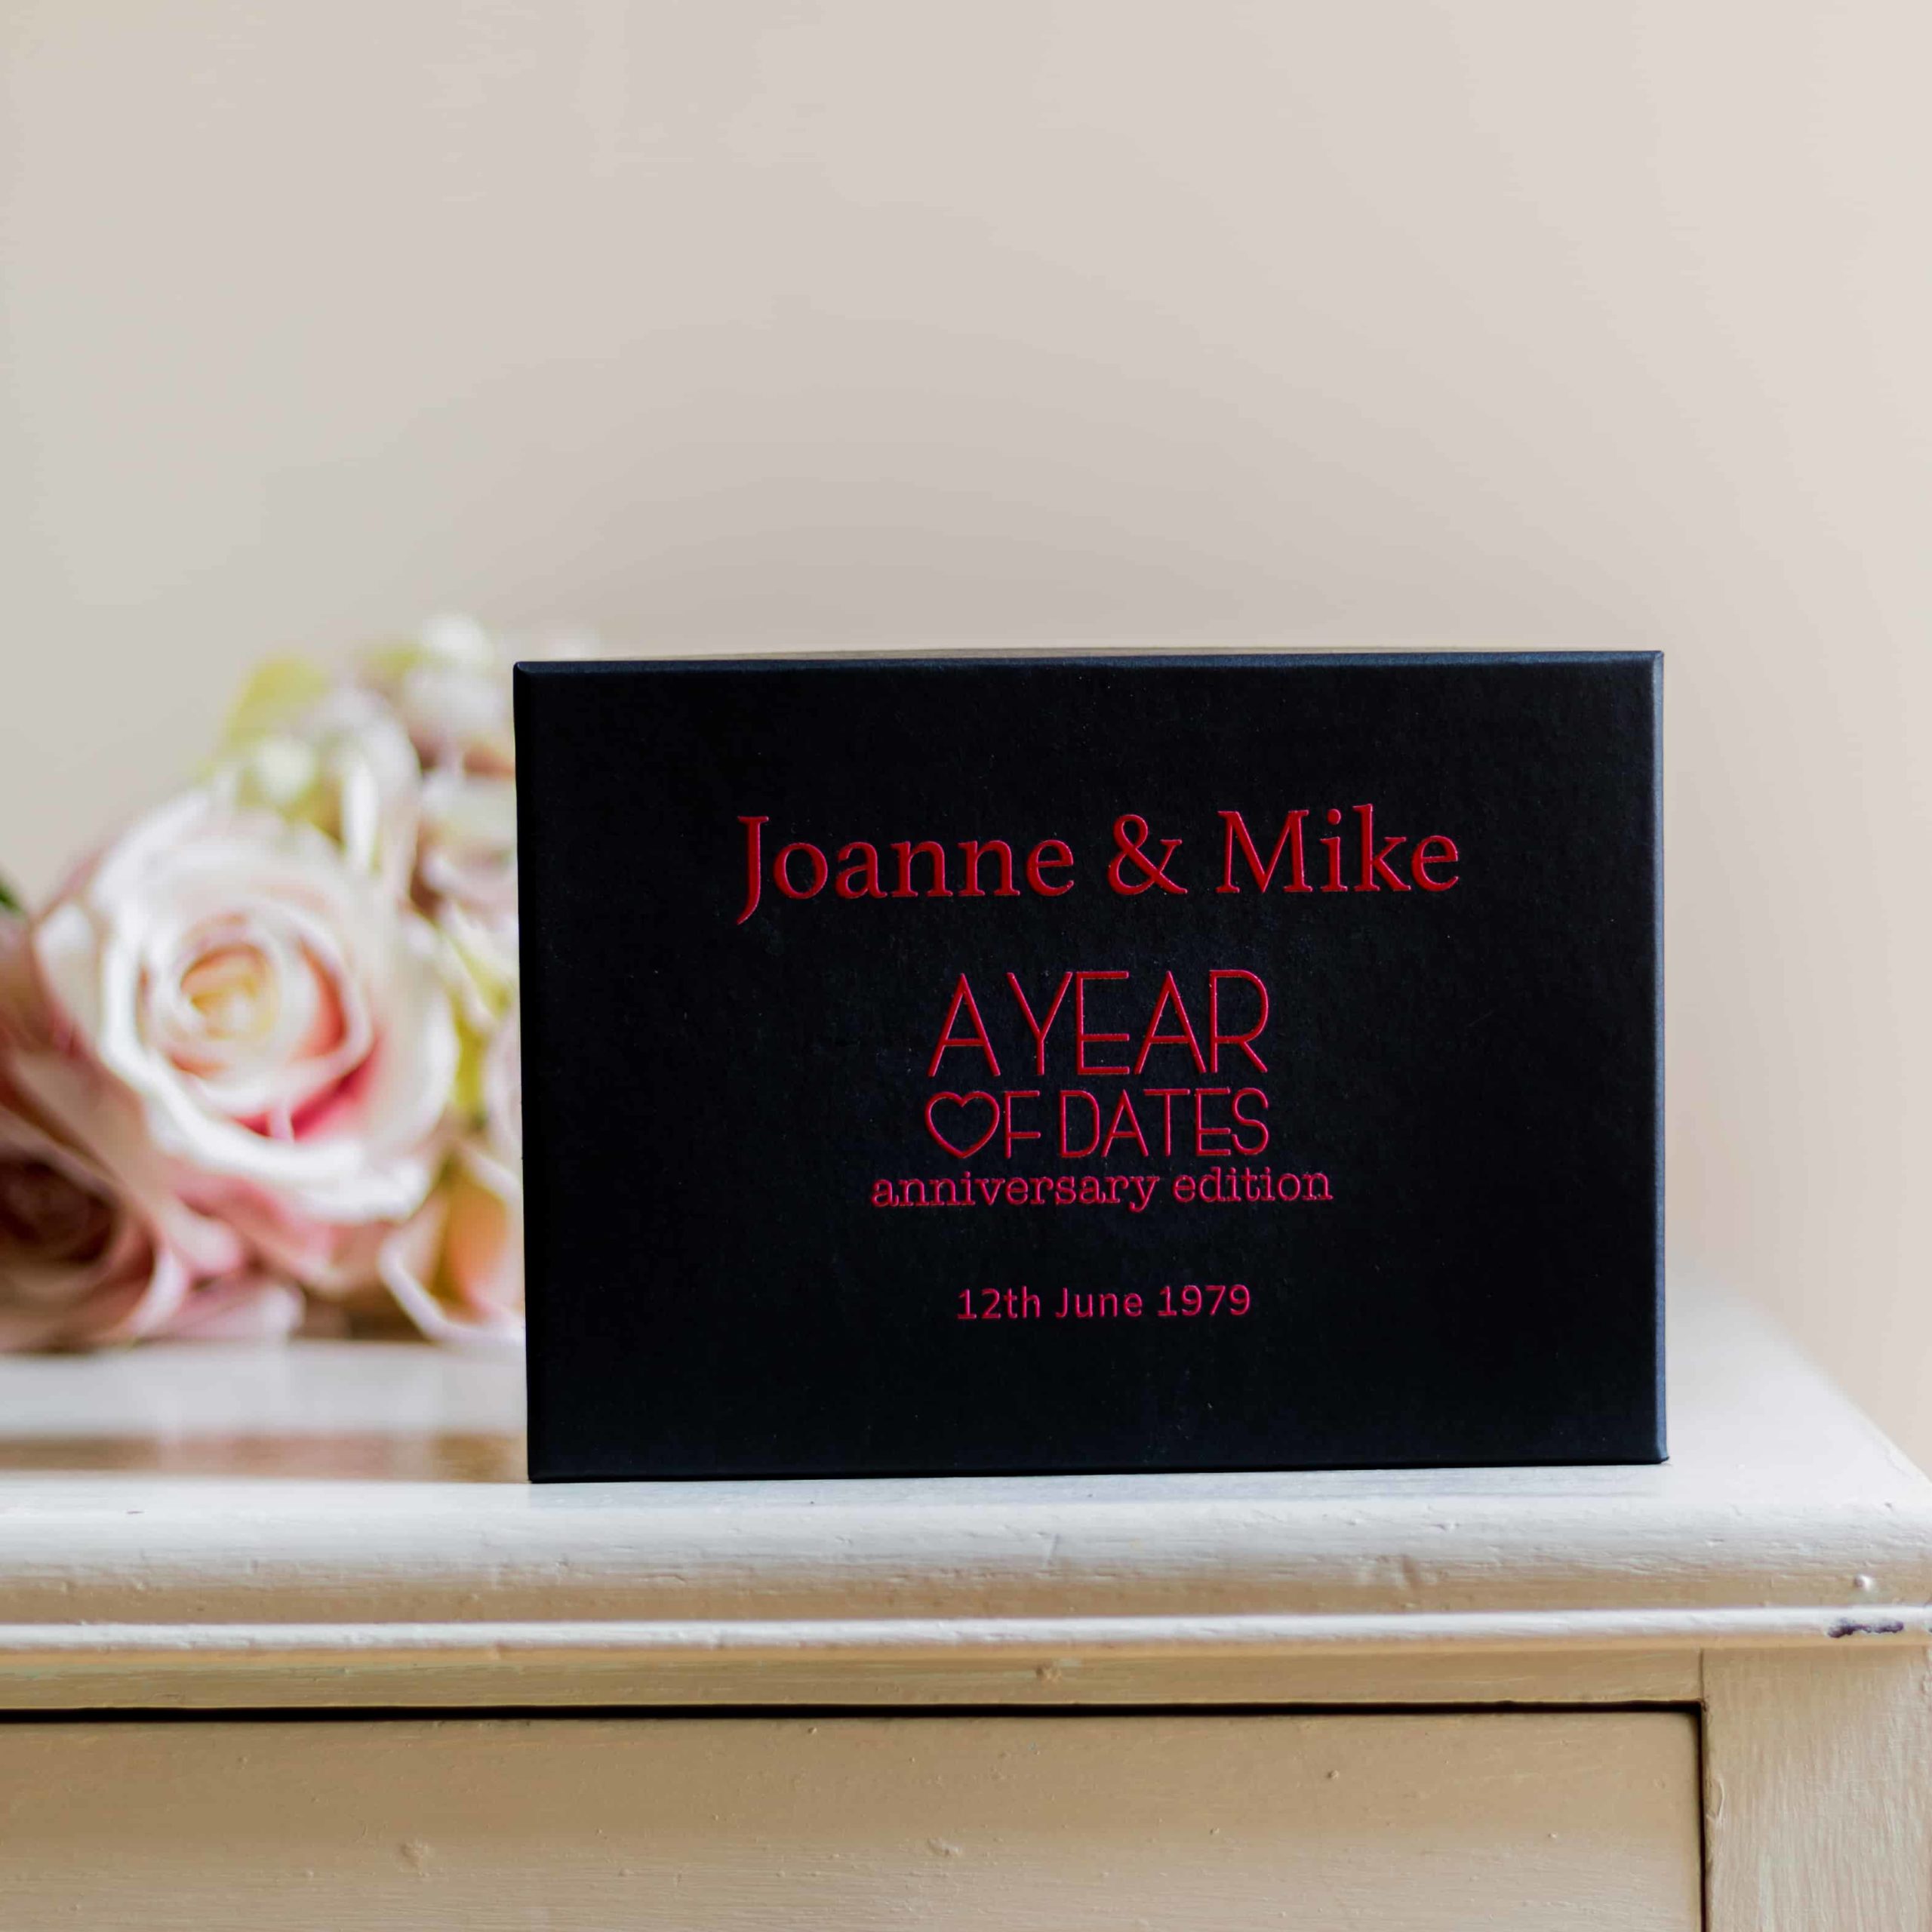 Joanne & Mike
A YEAR
OF DATES
anniversary edition
12th June 1979